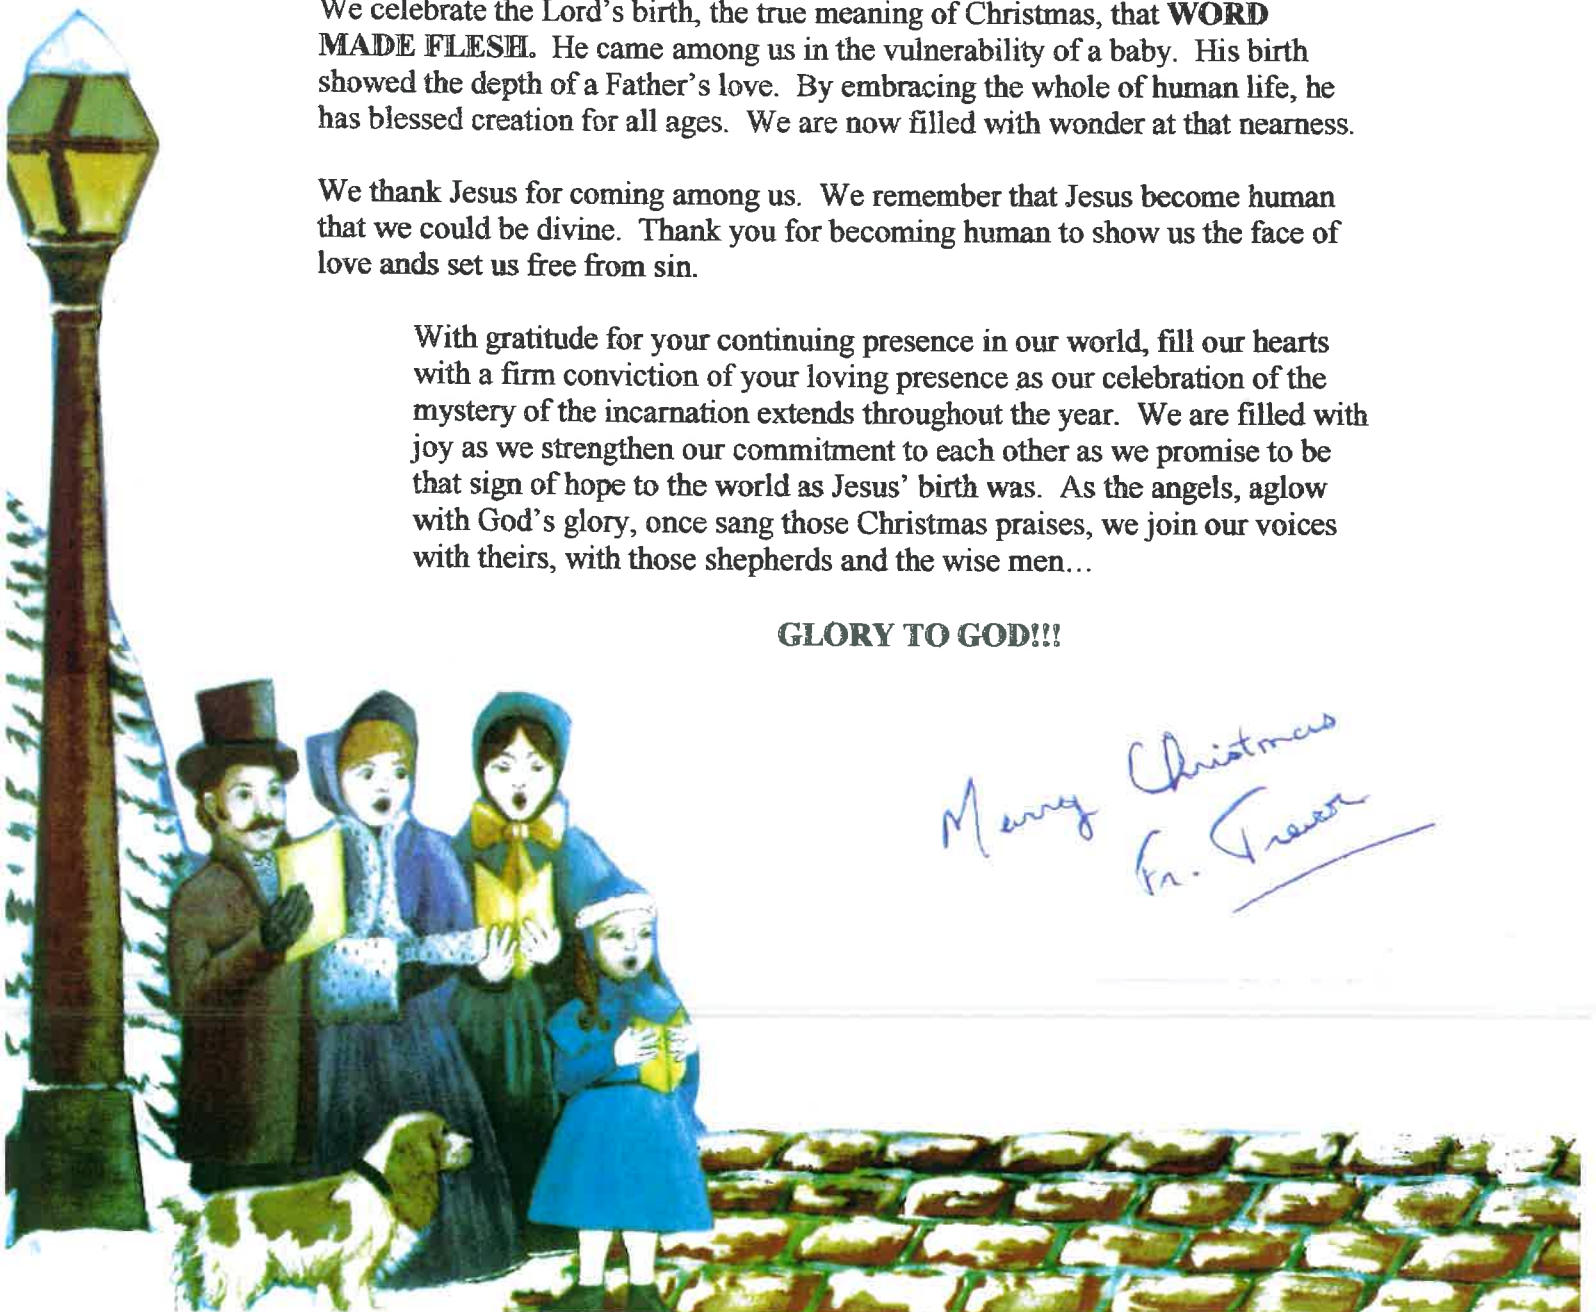 We celebrate the Lord's birth, the true meaning of Christmas, that WORD
MADE FLESH. He came among us in the vulnerability of a baby. His birth
showed the depth of a Father's love. By embracing the whole of human life, he
has blessed creation for all ages. We are now filled with wonder at that nearness.
We thank Jesus for coming among us. We remember that Jesus become human
that we could be divine. Thank you for becoming human to show us the face of
love ands set us free from sin.
With gratitude for your continuing presence in our world, fill our hearts
with a firm conviction of your loving presence as our celebration of the
mystery of the incarnation extends throughout the year. We are filled with
joy as we strengthen our commitment to each other as we promise to be
that sign of hope to the world as Jesus' birth was. As the angels, aglow
with God's glory, once sang those Christmas praises, we join our voices
with theirs, with those shepherds and the wise men…
GLORY TO GOD!!!
Merry Christmas
Fr. Trevor